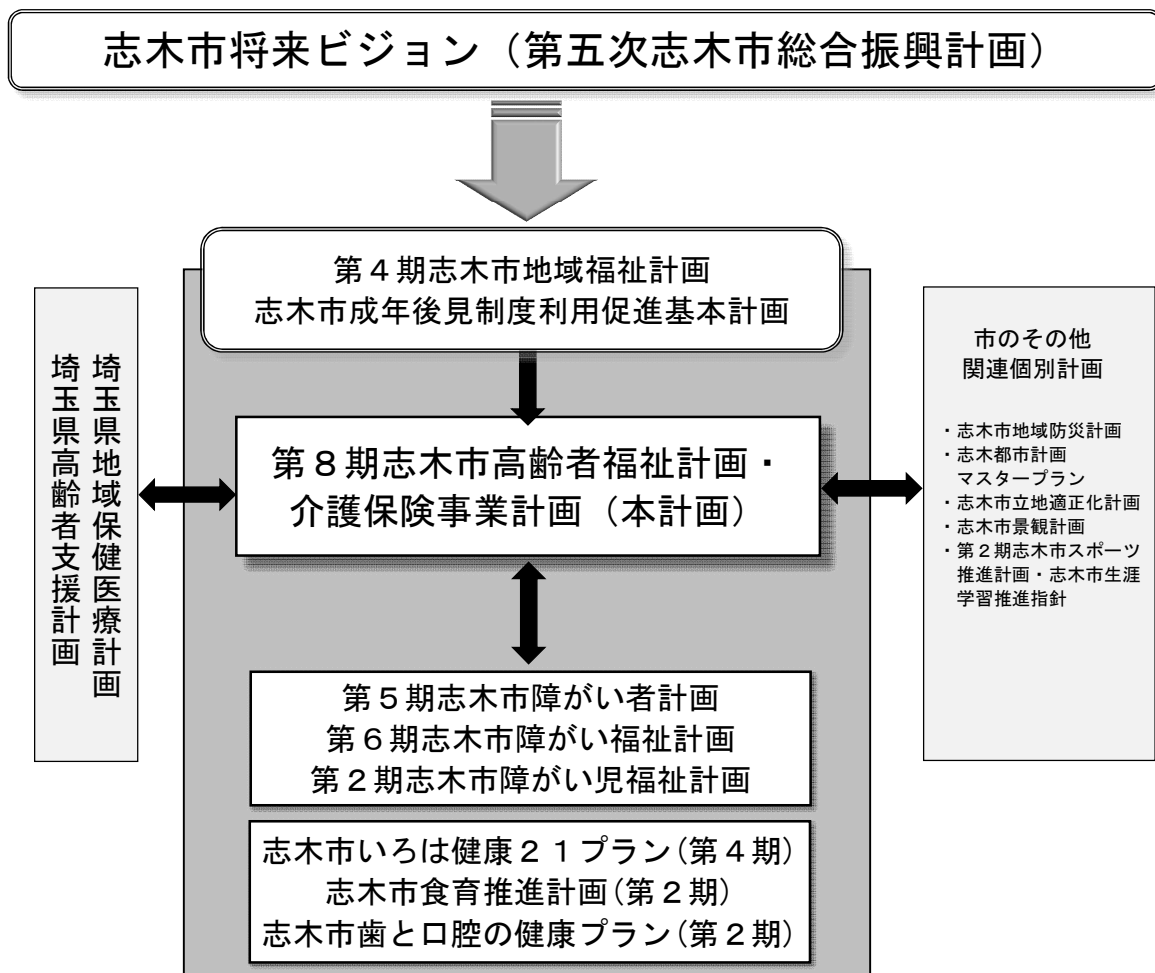 志木市将来ビジョン（第五次志木市総合振興計画）
第４期志木市地域福祉計画
志木市成年後見制度利用促進基本計画
埼玉県地域保健医療計画
埼玉県高齢者支援計画
第８期志木市高齢者福祉計画・
介護保険事業計画（本計画）
市のその他
関連個別計画
・志木市地域防災計画
・志木都市計画
マスタープラン
・志木市立地適正化計画
・志木市景観計画
・第２期志木市スポーツ
推進計画・志木市生涯
学習推進指針
第５期志木市障がい者計画
第６期志木市障がい福祉計画
第２期志木市障がい児福祉計画
志木市いろは健康２１プラン(第４期)
志木市食育推進計画(第２期)
志木市歯と口腔の健康プラン(第２期)